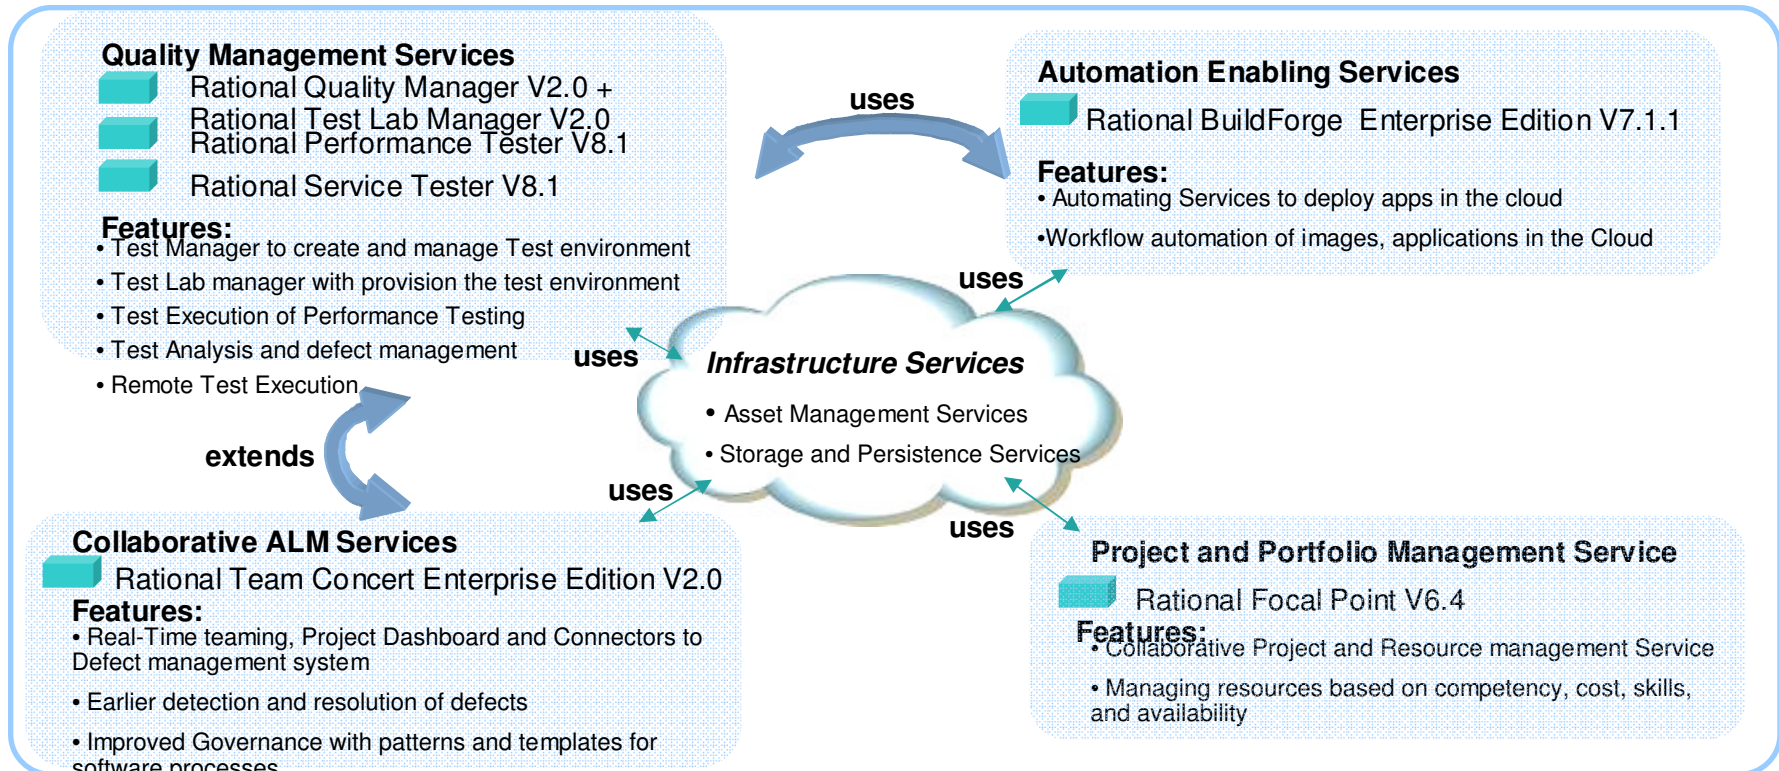 Quality Management Services
Rational Quality Manager V2.0 +
Rational Test Lab Manager V2.0
Rational Performance Tester V8.1
Rational Service Tester V8.1
Features:
• Test Manager to create and manage Test environment
• Test Lab manager with provision the test environment
• Test Execution of Performance Testing
• Test Analysis and defect management
• Remote Test Execution
uses
Automation Enabling Services
Rational BuildForge Enterprise Edition V7.1.1
Features:
• Automating Services to deploy apps in the cloud
•Workflow automation of images, applications in the Cloud
uses
uses
Infrastructure Services
• Asset Management Services
• Storage and Persistence Services
extends
uses
uses
Collaborative ALM Services
Rational Team Concert Enterprise Edition V2.0
Features:
• Real-Time teaming, Project Dashboard and Connectors to
Defect management system
• Earlier detection and resolution of defects
• Improved Governance with patterns and templates for
software processes
Project and Portfolio Management Service
Rational Focal Point V6.4
Features:
• Collaborative Project and Resource management Service
• Managing resources based on competency, cost, skills,
and availability